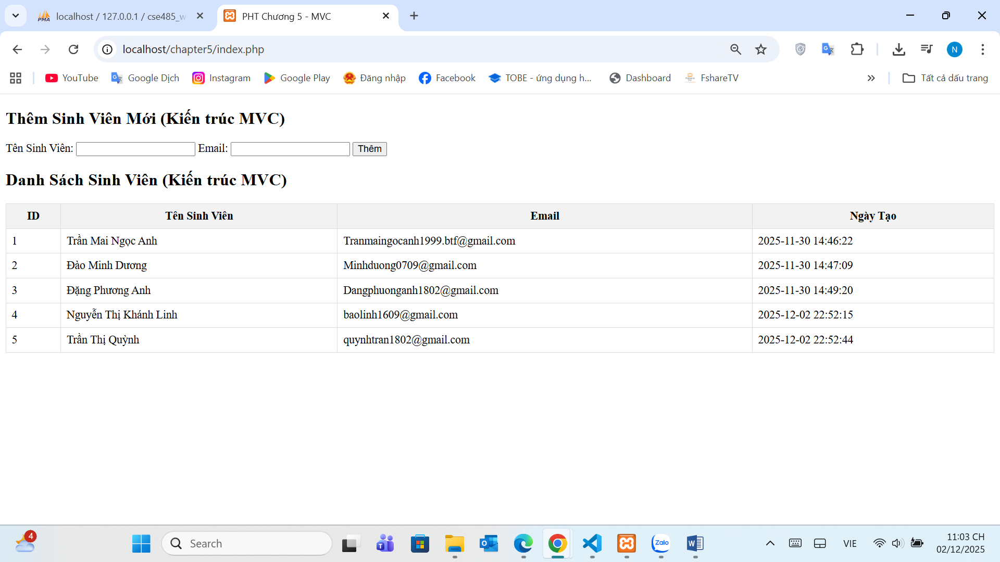 localhost / 127.0.0.1 / cse485_w
PHT Chương 5 - MVC
localhost/chapter5/index.php
N
YouTube
Google Dịch
Instagram
Google Play
Đăng nhập
Facebook
TOBE - ứng dụng h...
Dashboard
FshareTV
Tất cả dấu trang
Thêm Sinh Viên Mới (Kiến trúc MVC)
Tên Sinh Viên: Email: Thêm
Danh Sách Sinh Viên (Kiến trúc MVC)
ID Tên Sinh Viên Email Ngày Tạo
1 Trần Mai Ngọc Anh Tranmaingocanh1999.btf@gmail.com 2025-11-30 14:46:22
2 Đào Minh Dương Minhduong0709@gmail.com 2025-11-30 14:47:09
3 Đặng Phương Anh Dangphuonganh1802@gmail.com 2025-11-30 14:49:20
4 Nguyễn Thị Khánh Linh baolinh1609@gmail.com 2025-12-02 22:52:15
5 Trần Thị Quỳnh quynhtran1802@gmail.com 2025-12-02 22:52:44
4
Search
Zalo
VIE
11:03 CH
02/12/2025